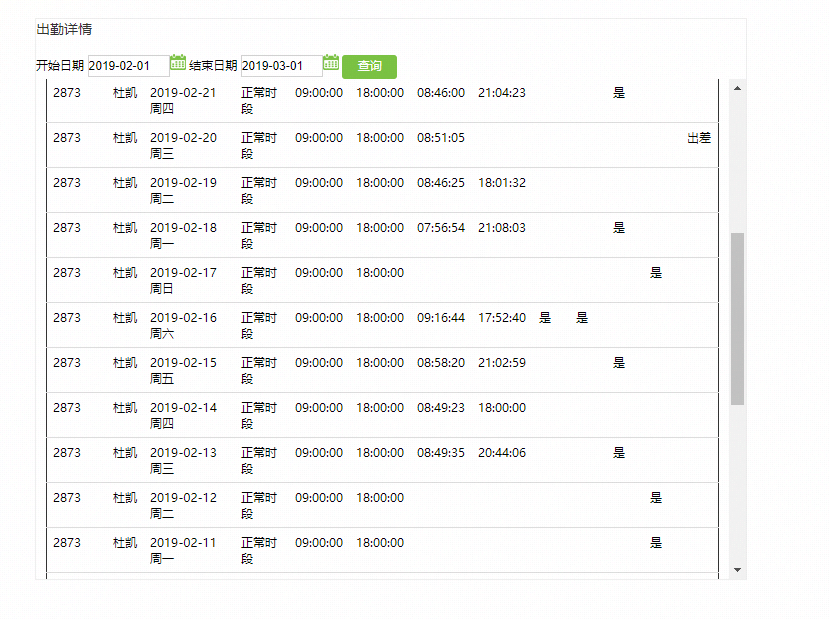 出勤详情
开始日期 2019-02-01 结束日期 2019-03-01 查询
2873 杜凯 2019-02-21 正常时 09:00:00 18:00:00 08:46:00 21:04:23 是
周四 段
2873 杜凯 2019-02-20 正常时 09:00:00 18:00:00 08:51:05 出差
周三 段
2873 杜凯 2019-02-19 正常时 09:00:00 18:00:00 08:46:25 18:01:32
周二 段
2873 杜凯 2019-02-18 正常时 09:00:00 18:00:00 07:56:54 21:08:03 是
周一 段
2873 杜凯 2019-02-17 正常时 09:00:00 18:00:00 是
周日 段
2873 杜凯 2019-02-16 正常时 09:00:00 18:00:00 09:16:44 17:52:40 是 是
周六 段
2873 杜凯 2019-02-15 正常时 09:00:00 18:00:00 08:58:20 21:02:59 是
周五 段
2873 杜凯 2019-02-14 正常时 09:00:00 18:00:00 08:49:23 18:00:00
周四 段
2873 杜凯 2019-02-13 正常时 09:00:00 18:00:00 08:49:35 20:44:06 是
周三 段
2873 杜凯 2019-02-12 正常时 09:00:00 18:00:00 是
周二 段
2873 杜凯 2019-02-11 正常时 09:00:00 18:00:00 是
周一 段